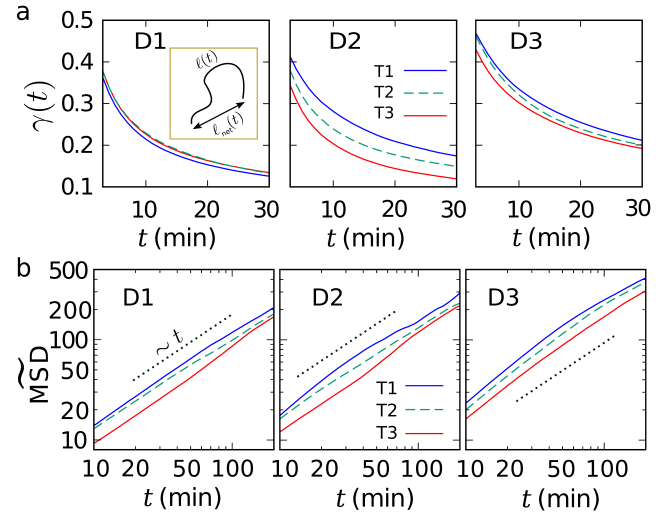 a
D1
D2
D3
ℓ(t)
ℓnet(t)
T1
T2
T3
γ(t)
0.5
0.4
0.3
0.2
0.1
10 20 30
10 20 30
10 20 30
t (min)
t (min)
t (min)
b
D1
D2
D3
~ t
T1
T2
T3
M̃SD
500
200
100
50
20
10
10 20 50 100
10 20 50 100
10 20 50 100
t (min)
t (min)
t (min)